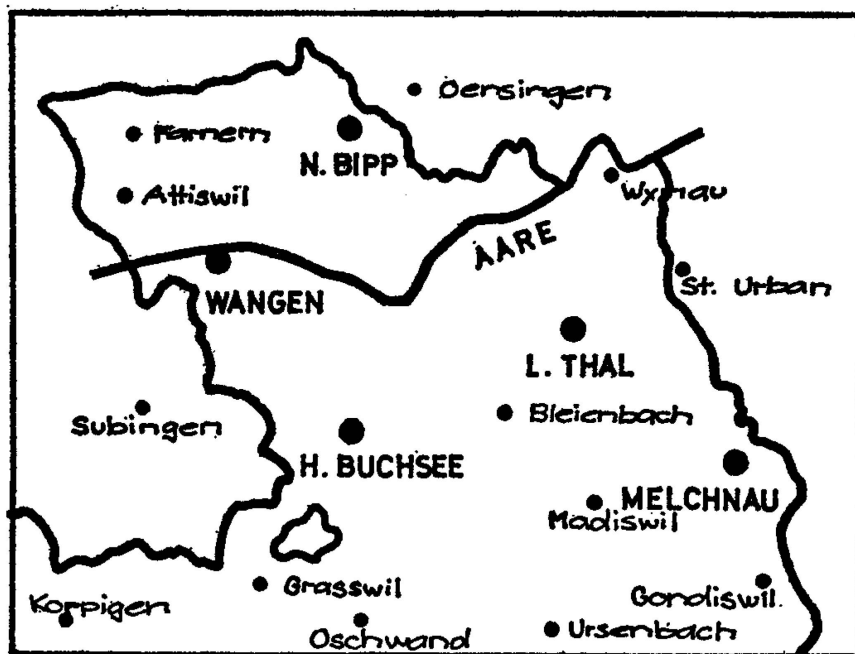 Oensingen
Farnern
N. BIPP
Attiswil
Wynau
ÄARE
WANGEN
St. Urban
L. THAL
Subingen
Bleienbach
H. BUCHSEE
MELCHNAU
Madiswil
Grasswil
Gondiswil.
Koppigen
Oschwand
Ursenbach